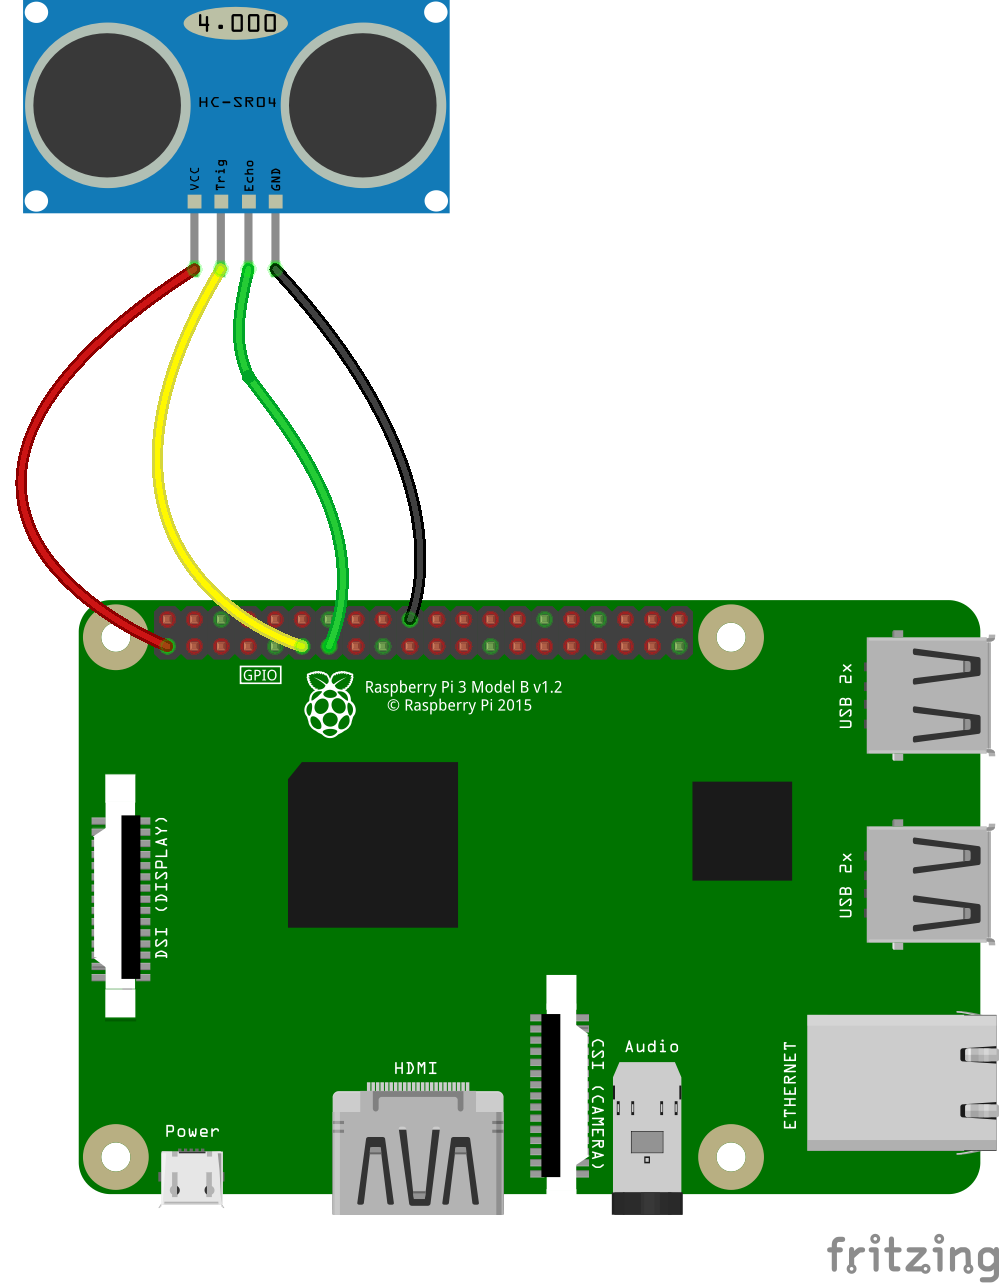 4.000
HC-SR04
VCC
Trig
Echo
GND
GPIO
Raspberry Pi 3 Model B v1.2
© Raspberry Pi 2015
USB 2x
DSI (DISPLAY)
USB 2x
ETHERNET
CSI (CAMERA)
Audio
HDMI
Power
fritzing